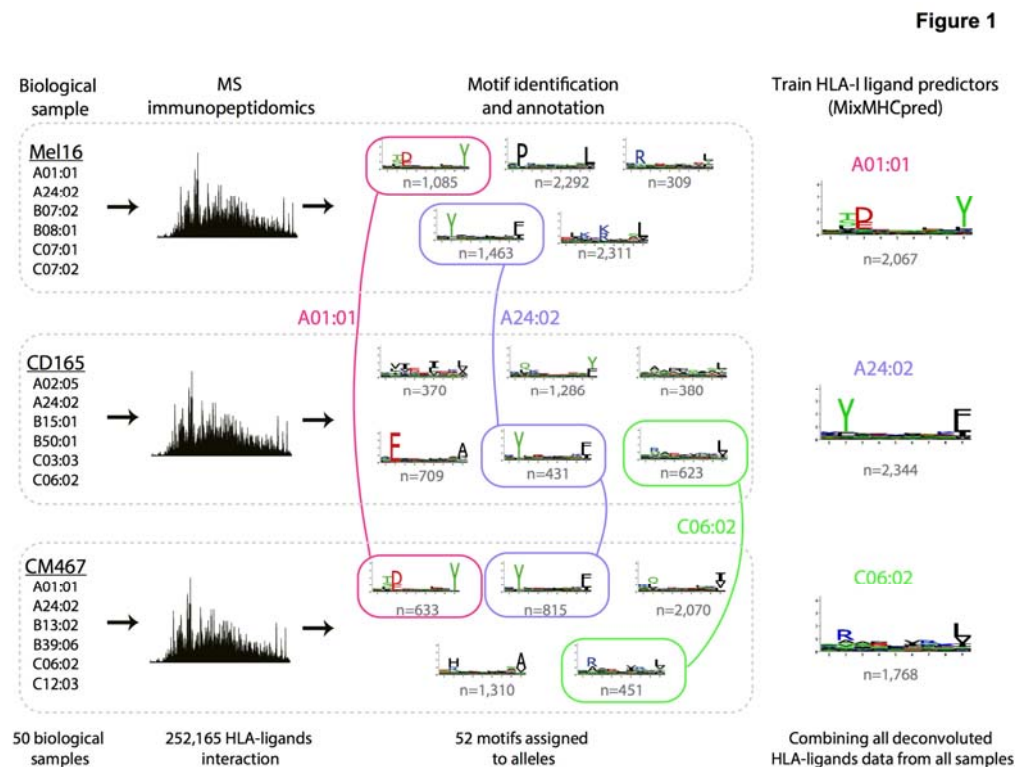 Figure 1
Biological
sample
MS
immunopeptidomics
Motif identification
and annotation
Train HLA-I ligand predictors
(MixMHCpred)
Mel16
A01:01
A24:02
B07:02
B08:01
C07:01
C07:02
n=1,085
n=2,292
n=309
n=1,463
n=2,311
A01:01
n=2,067
A01:01
A24:02
CD165
A02:05
A24:02
B15:01
B50:01
C03:03
C06:02
n=370
n=1,286
n=380
n=709
n=431
n=623
A24:02
n=2,344
C06:02
CM467
A01:01
A24:02
B13:02
B39:06
C06:02
C12:03
n=633
n=815
n=2,070
n=1,310
n=451
C06:02
n=1,768
50 biological
samples
252,165 HLA-ligands
interaction
52 motifs assigned
to alleles
Combining all deconvoluted
HLA-ligands data from all samples